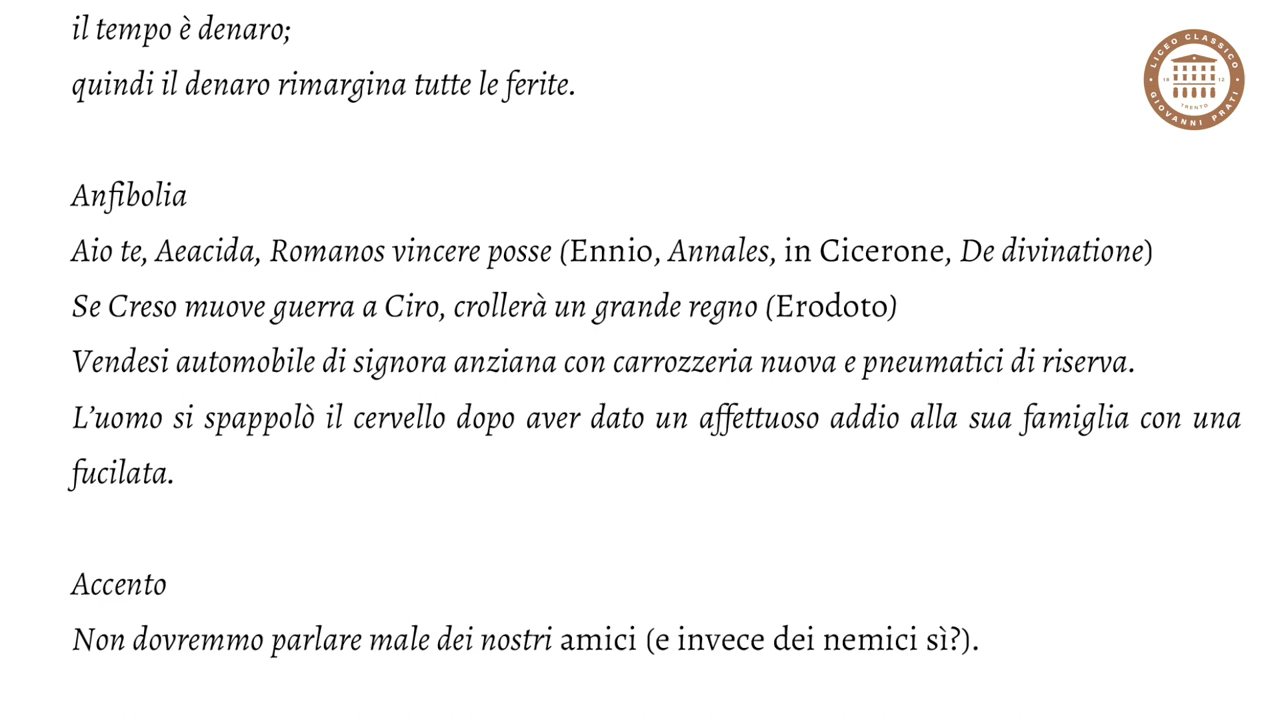 il tempo è denaro;
quindi il denaro rimargina tutte le ferite.
LICEO CLASSICO
18 12
TRENTO
GIOVANNI PRATI
Anfibolia
Aio te, Aeacida, Romanos vincere posse (Ennio, Annales, in Cicerone, De divinatione)
Se Creso muove guerra a Ciro, crollerà un grande regno (Erodoto)
Vendesi automobile di signora anziana con carrozzeria nuova e pneumatici di riserva.
L’uomo si spappolò il cervello dopo aver dato un affettuoso addio alla sua famiglia con una
fucilata.
Accento
Non dovremmo parlare male dei nostri amici (e invece dei nemici sì?).